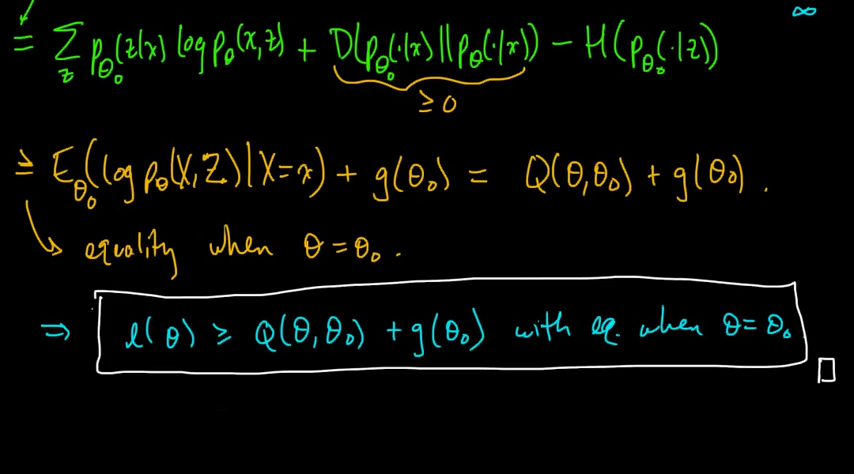 ∞
= Σ_z p_θ₀(z|x) log p_θ(x,z) + D(p_θ₀(·|x) || p_θ(·|x)) − H(p_θ₀(·|z))
≥ 0
≥ E_θ₀(log p_θ(X,Z) | X=x) + g(θ₀) = Q(θ,θ₀) + g(θ₀).
↳ equality when θ = θ₀.
⇒ l(θ) ≥ Q(θ,θ₀) + g(θ₀) with eq. when θ = θ₀